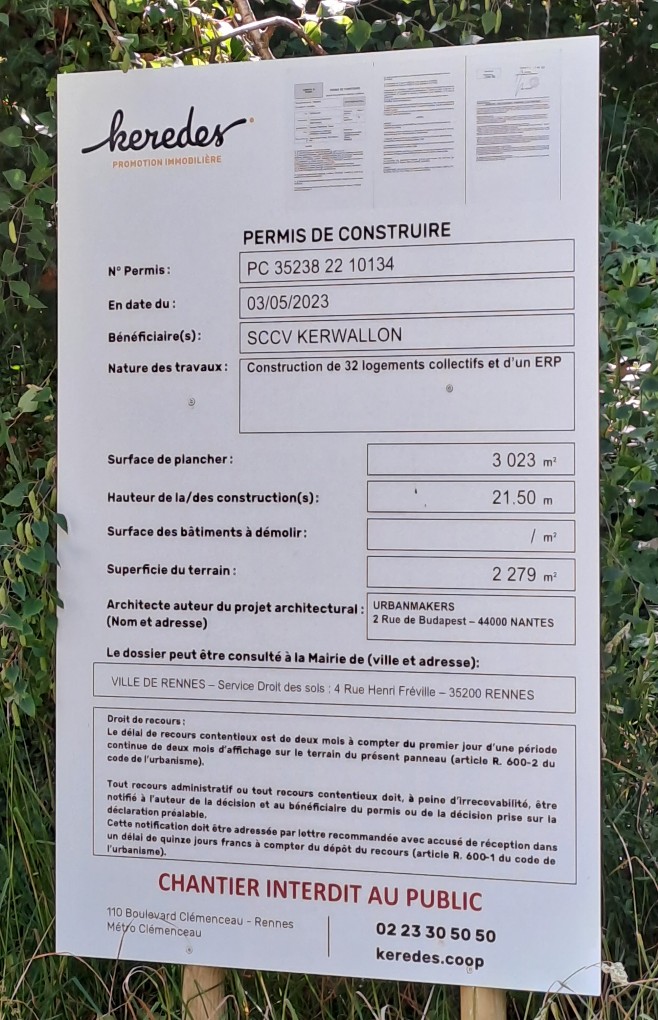 keredes
PROMOTION IMMOBILIÈRE
PERMIS DE CONSTRUIRE
N° Permis : PC 35238 22 10134
En date du : 03/05/2023
Bénéficiaire(s) : SCCV KERWALLON
Nature des travaux : Construction de 32 logements collectifs et d'un ERP
Surface de plancher : 3 023 m²
Hauteur de la/des construction(s) : 21.50 m
Surface des bâtiments à démolir : / m²
Superficie du terrain : 2 279 m²
Architecte auteur du projet architectural : URBANMAKERS
(Nom et adresse) 2 Rue de Budapest – 44000 NANTES
Le dossier peut être consulté à la Mairie de (ville et adresse):
VILLE DE RENNES – Service Droit des sols : 4 Rue Henri Fréville – 35200 RENNES
Droit de recours :
Le délai de recours contentieux est de deux mois à compter du premier jour d'une période
continue de deux mois d'affichage sur le terrain du présent panneau (article R. 600-2 du
code de l'urbanisme).
Tout recours administratif ou tout recours contentieux doit, à peine d'irrecevabilité, être
notifié à l'auteur de la décision et au bénéficiaire du permis ou de la décision prise sur la
déclaration préalable.
Cette notification doit être adressée par lettre recommandée avec accusé de réception dans
un délai de quinze jours francs à compter du dépôt du recours (article R. 600-1 du code de
l'urbanisme).
CHANTIER INTERDIT AU PUBLIC
110 Boulevard Clémenceau - Rennes
Métro Clémenceau
02 23 30 50 50
keredes.coop